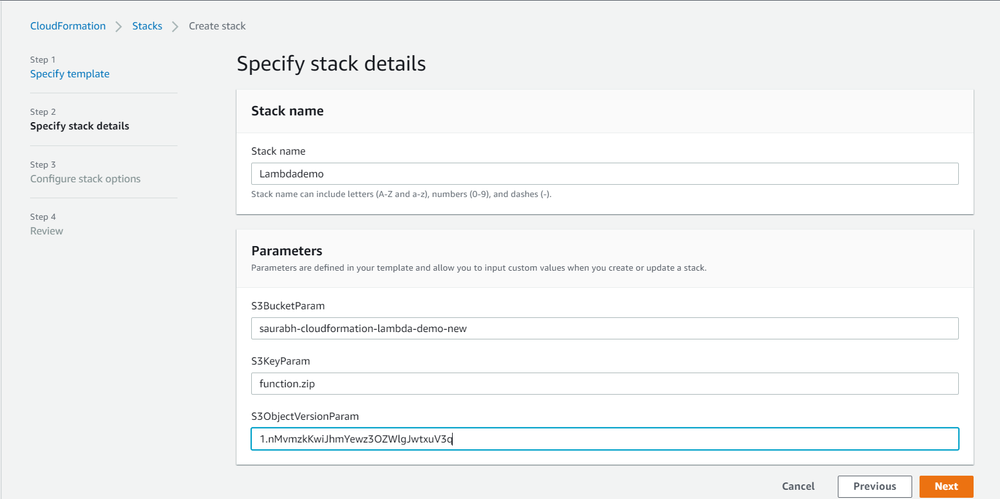 CloudFormation > Stacks > Create stack
Step 1
Specify template
Step 2
Specify stack details
Step 3
Configure stack options
Step 4
Review
Specify stack details
Stack name
Stack name
Lambdademo
Stack name can include letters (A-Z and a-z), numbers (0-9), and dashes (-).
Parameters
Parameters are defined in your template and allow you to input custom values when you create or update a stack.
S3BucketParam
saurabh-cloudformation-lambda-demo-new
S3KeyParam
function.zip
S3ObjectVersionParam
1.nMvmzkKwiJhmYewz3OZWlgJwtxuV3q
Cancel Previous Next